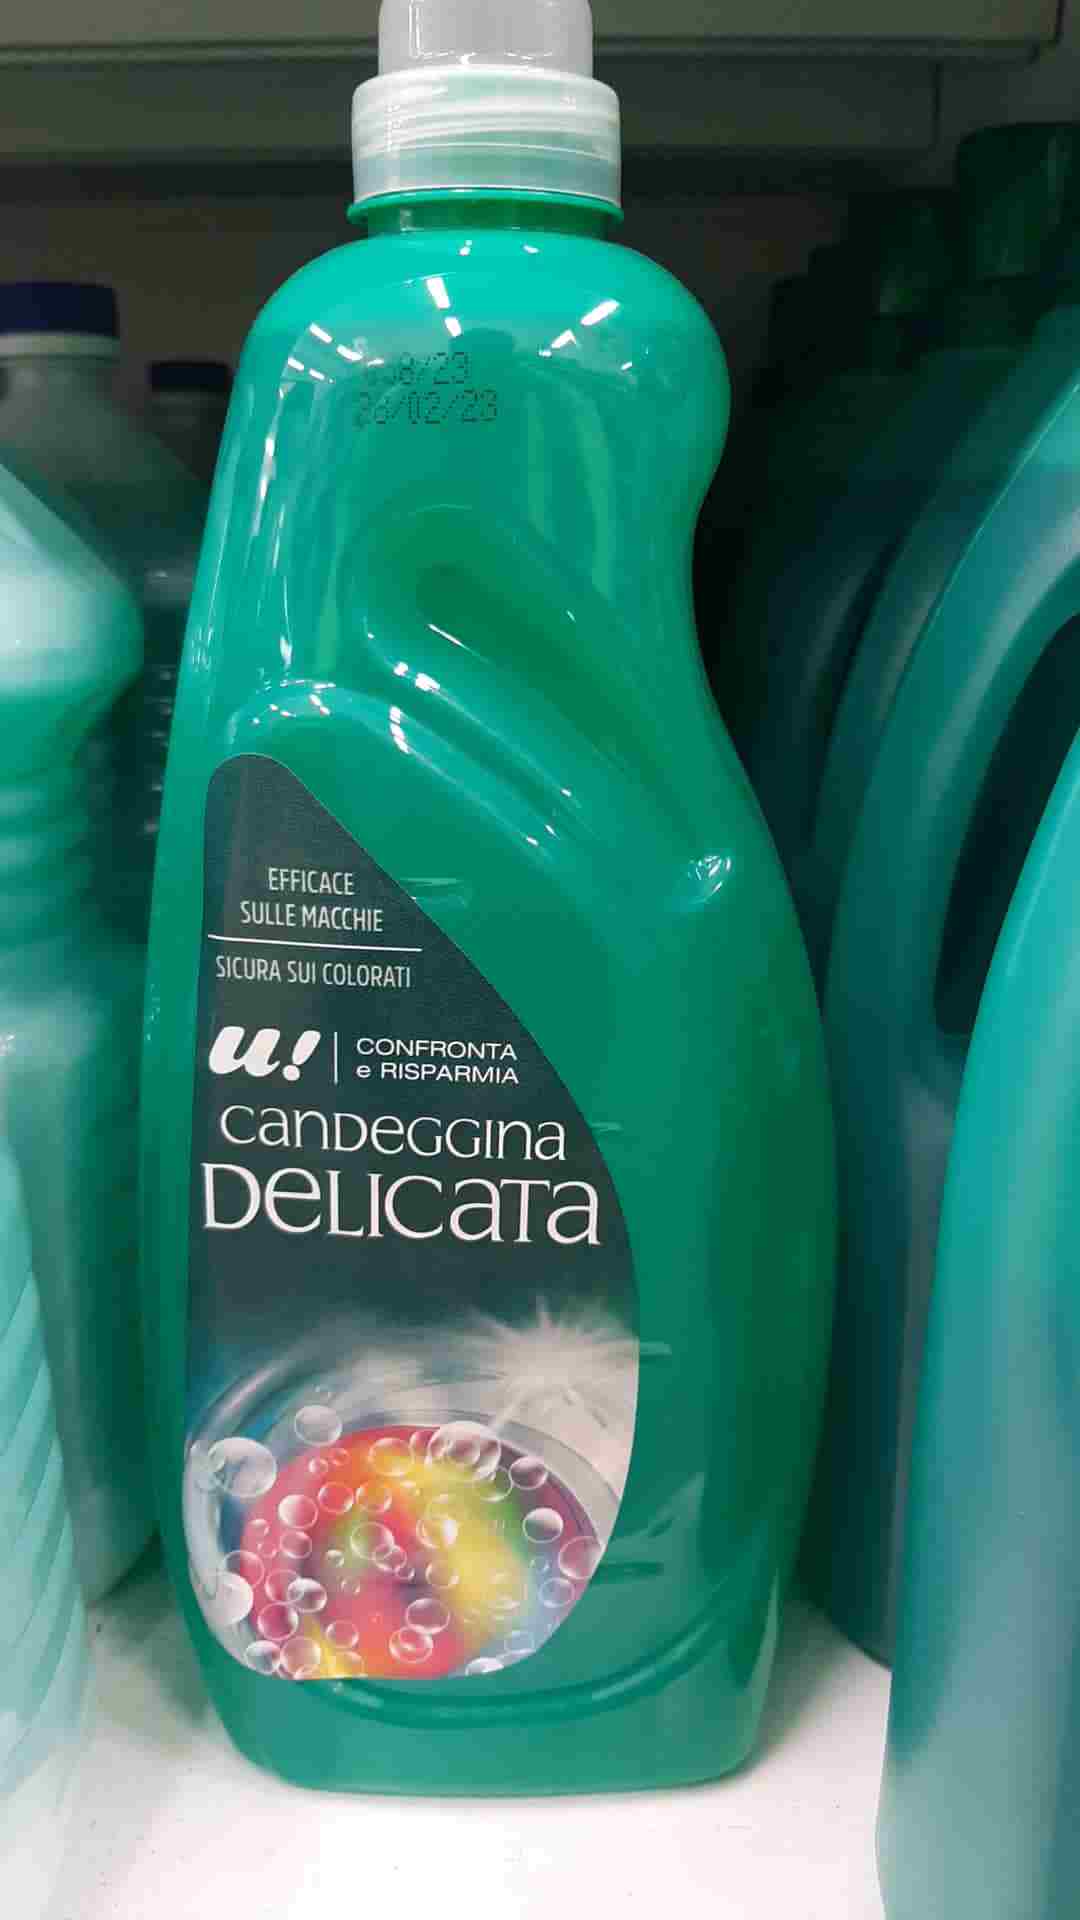 26/02/23
EFFICACE
SULLE MACCHIE
SICURA SUI COLORATI
u! CONFRONTA
e RISPARMIA
CANDEGGINA
DELICATA